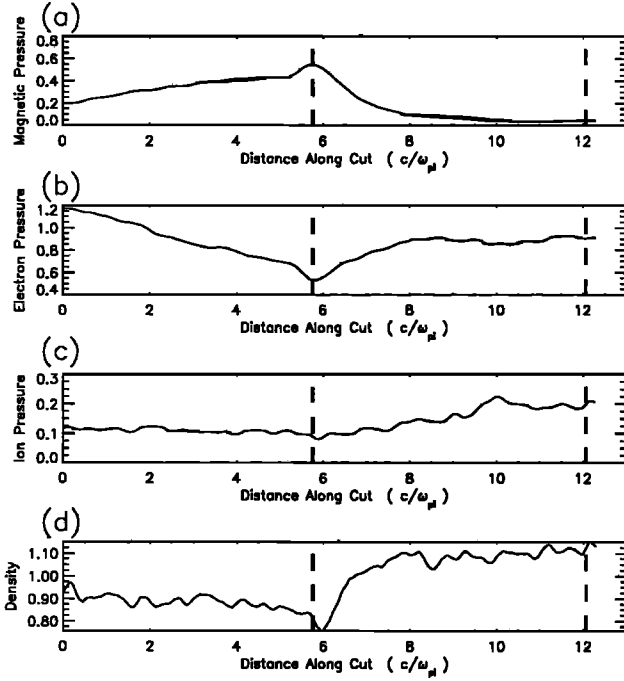 (a)
Magnetic Pressure
0.8
0.6
0.4
0.2
0.0
0 2 4 6 8 10 12
Distance Along Cut ( c/ω_pi)
(b)
Electron Pressure
1.2
1.0
0.8
0.6
0.4
0 2 4 6 8 10 12
Distance Along Cut ( c/ω_pi)
(c)
Ion Pressure
0.3
0.2
0.1
0.0
0 2 4 6 8 10 12
Distance Along Cut ( c/ω_pi)
(d)
Density
1.10
1.00
0.90
0.80
0 2 4 6 8 10 12
Distance Along Cut ( c/ω_pi)